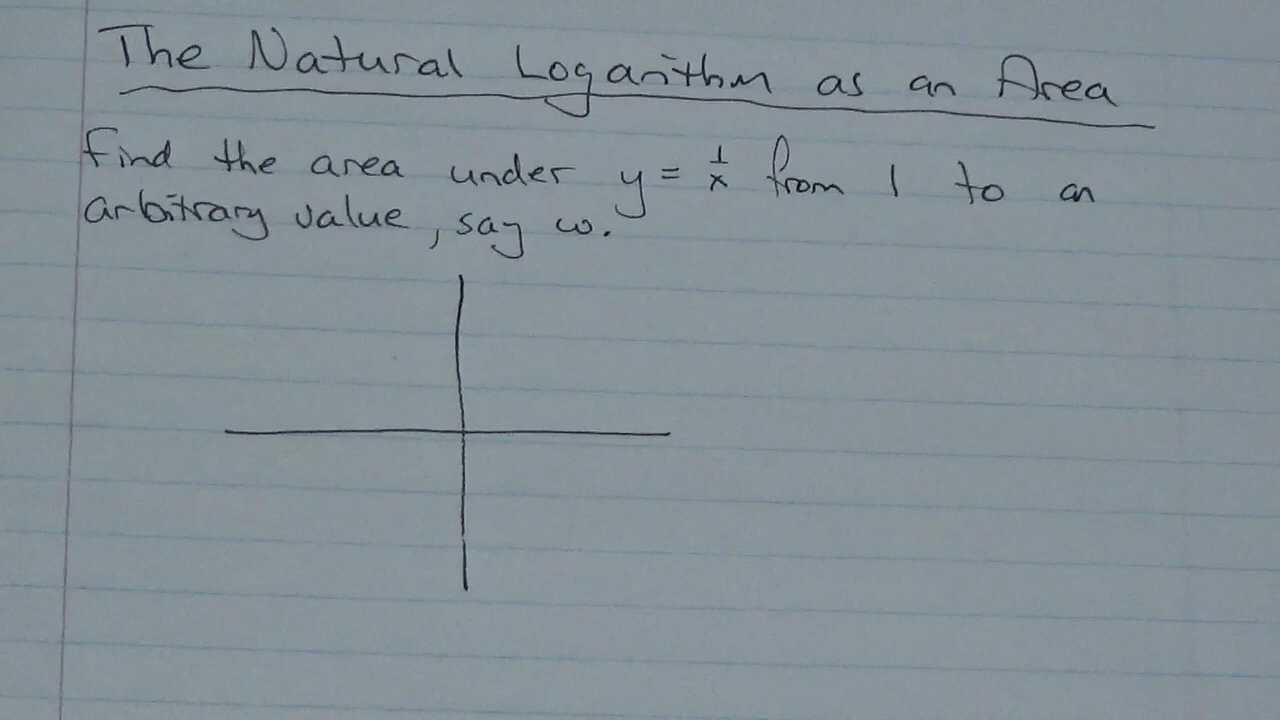 The Natural Logarithm as an Area
find the area under y = 1/x from 1 to an
arbitrary value, say w.